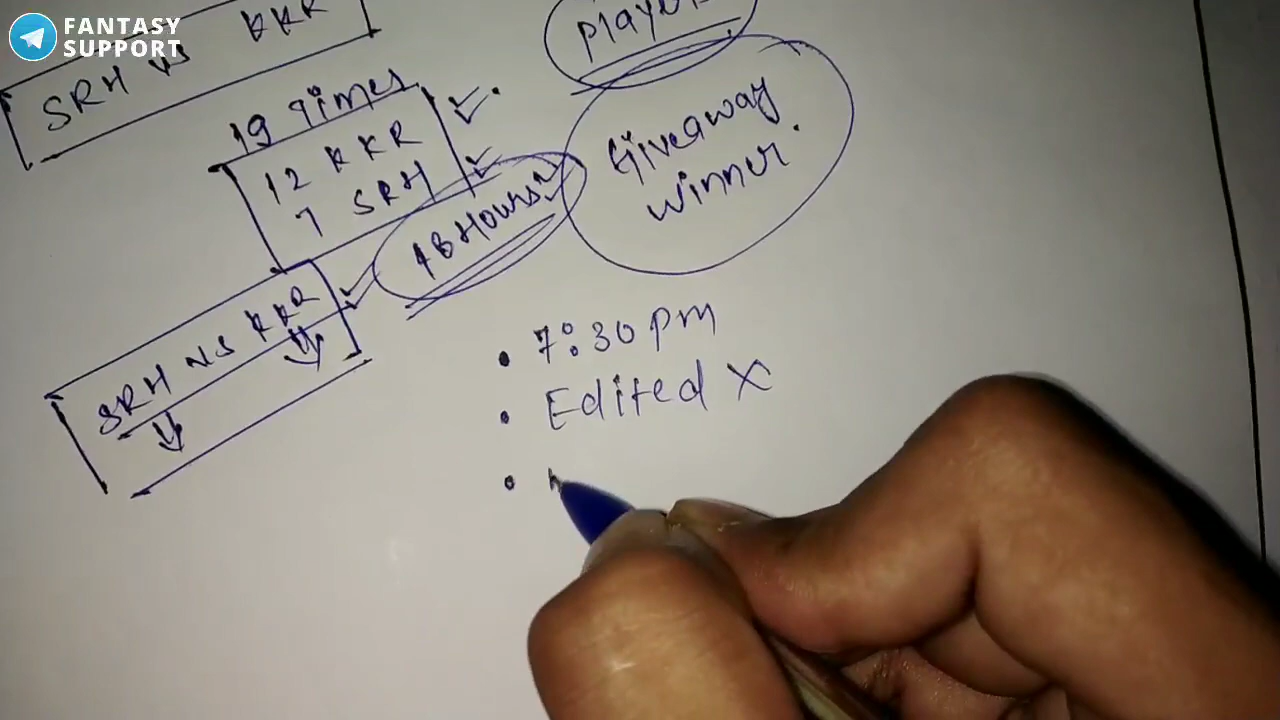 FANTASY
SUPPORT
SRH vs KKR
19 Times
12 KKR
7 SRH
48 Hours
Giveaway
winner.
SRH VS KKR
7:30 pm
Edited X